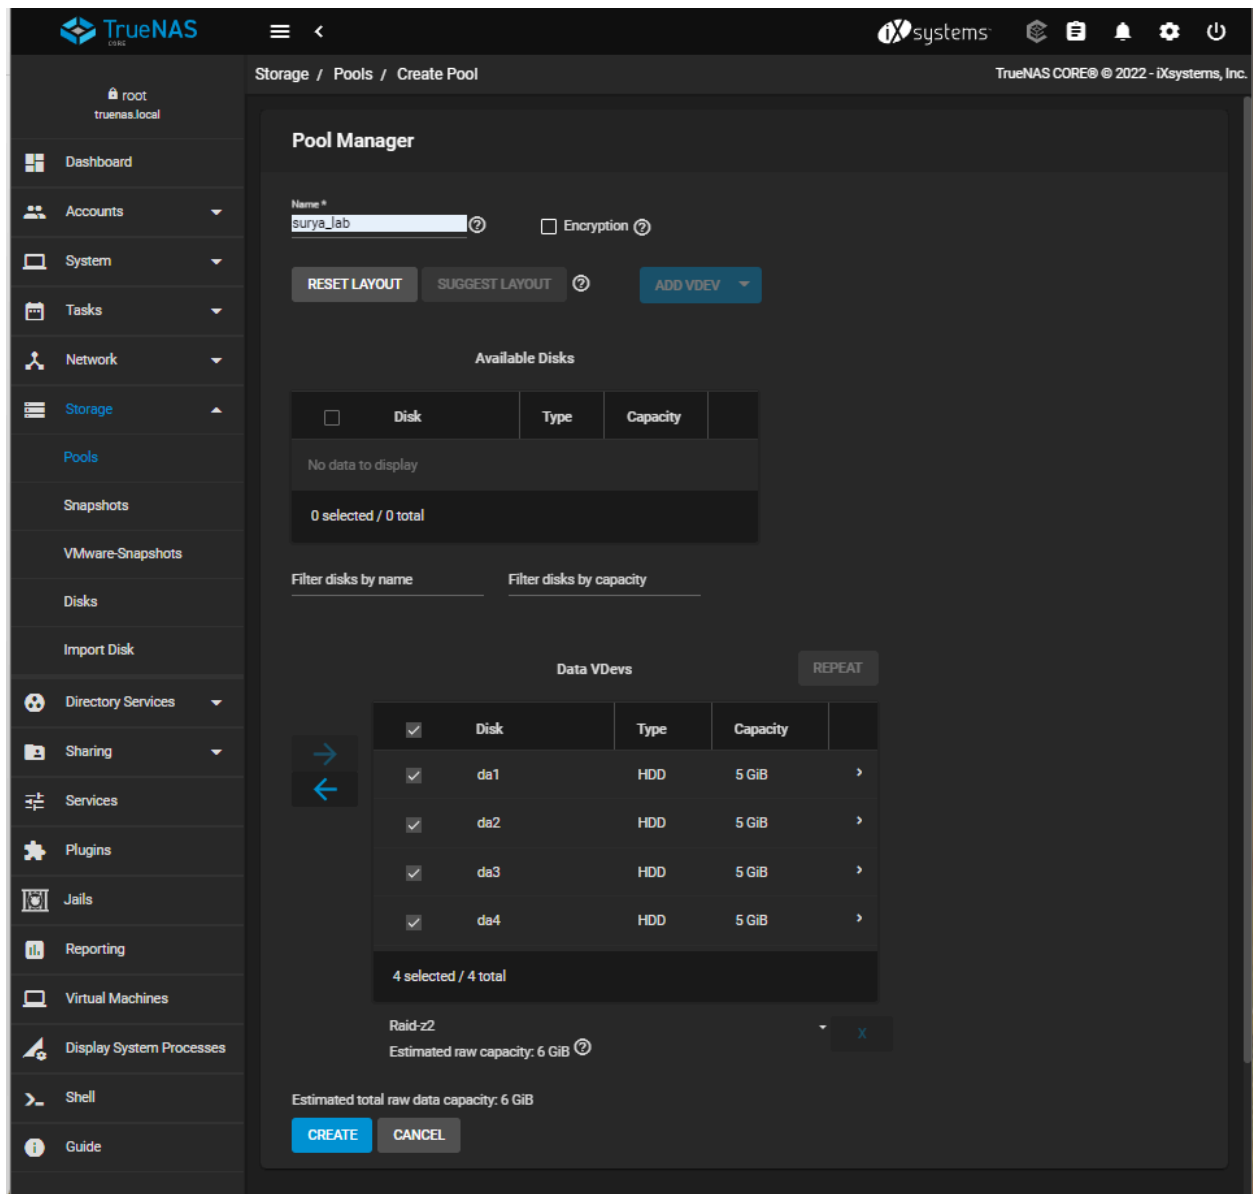 TrueNAS
CORE
iXsystems
Storage / Pools / Create Pool
TrueNAS CORE® © 2022 - iXsystems, Inc.
root
truenas.local
Dashboard
Accounts
System
Tasks
Network
Storage
Pools
Snapshots
VMware-Snapshots
Disks
Import Disk
Directory Services
Sharing
Services
Plugins
Jails
Reporting
Virtual Machines
Display System Processes
Shell
Guide
Pool Manager
Name *
surya_lab
Encryption
RESET LAYOUT SUGGEST LAYOUT ADD VDEV
Available Disks
Disk Type Capacity
No data to display
0 selected / 0 total
Filter disks by name Filter disks by capacity
Data VDevs REPEAT
Disk Type Capacity
da1 HDD 5 GiB
da2 HDD 5 GiB
da3 HDD 5 GiB
da4 HDD 5 GiB
4 selected / 4 total
Raid-z2
X
Estimated raw capacity: 6 GiB
Estimated total raw data capacity: 6 GiB
CREATE CANCEL